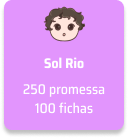 Sol Rio
250 promessa
100 fichas